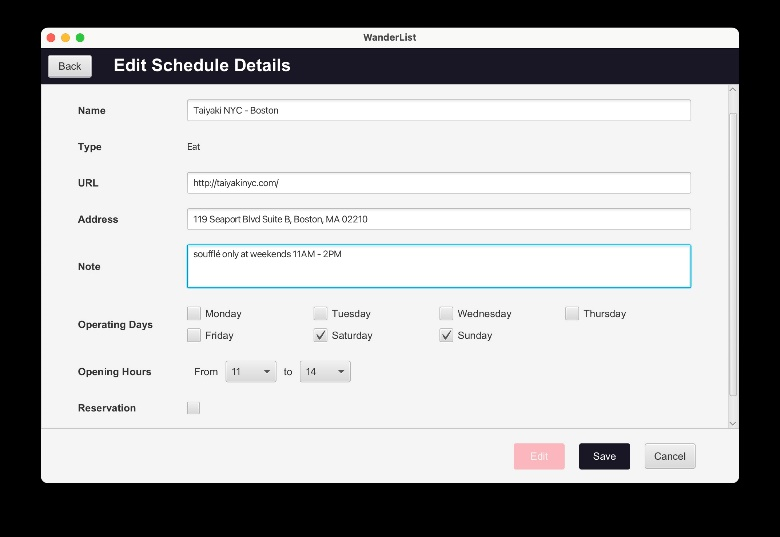 WanderList
Back
Edit Schedule Details
Name
Taiyaki NYC - Boston
Type
Eat
URL
http://taiyakinyc.com/
Address
119 Seaport Blvd Suite B, Boston, MA 02210
Note
soufflé only at weekends 11AM - 2PM
Operating Days
Monday Tuesday Wednesday Thursday
Friday Saturday Sunday
Opening Hours
From 11 to 14
Reservation
Edit Save Cancel